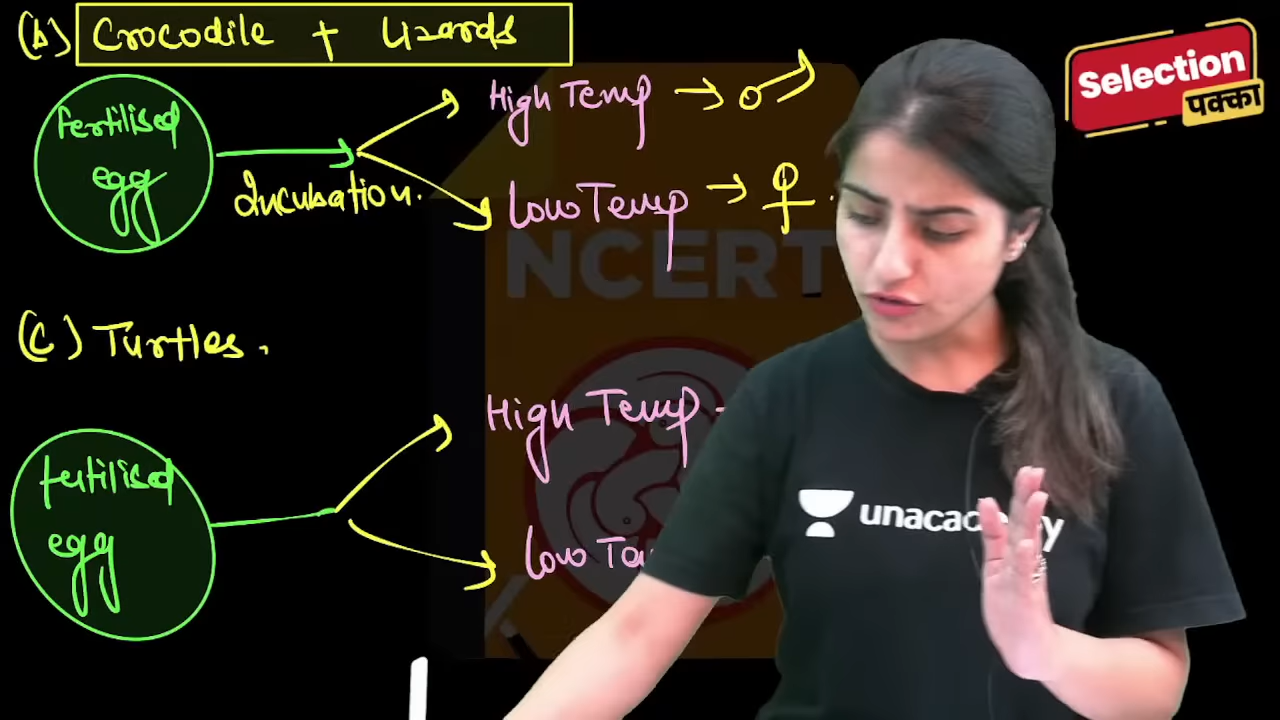 (b) Crocodile + Lizards
fertilised
egg
Incubation.
High Temp → ♂
Low Temp → ♀.
Selection
पक्का
NCERT
(C) Turtles.
fertilised
egg
High Temp -
Low
unacademy